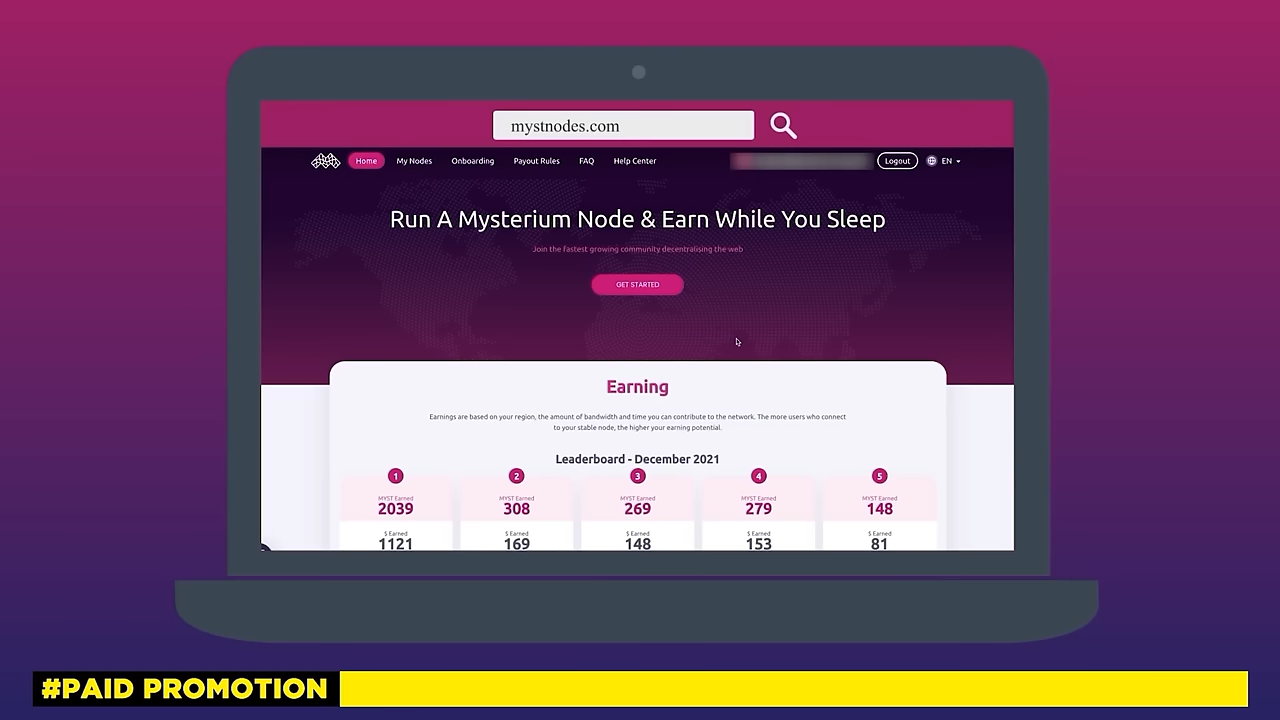 mystnodes.com
Home My Nodes Onboarding Payout Rules FAQ Help Center Logout EN
Run A Mysterium Node & Earn While You Sleep
Join the fastest growing community decentralising the web
GET STARTED
Earning
Earnings are based on your region, the amount of bandwidth and time you can contribute to the network. The more users who connect
to your stable node, the higher your earning potential.
Leaderboard - December 2021
1 2 3 4 5
MYST Earned MYST Earned MYST Earned MYST Earned MYST Earned
2039 308 269 279 148
$ Earned $ Earned $ Earned $ Earned $ Earned
1121 169 148 153 81
#PAID PROMOTION